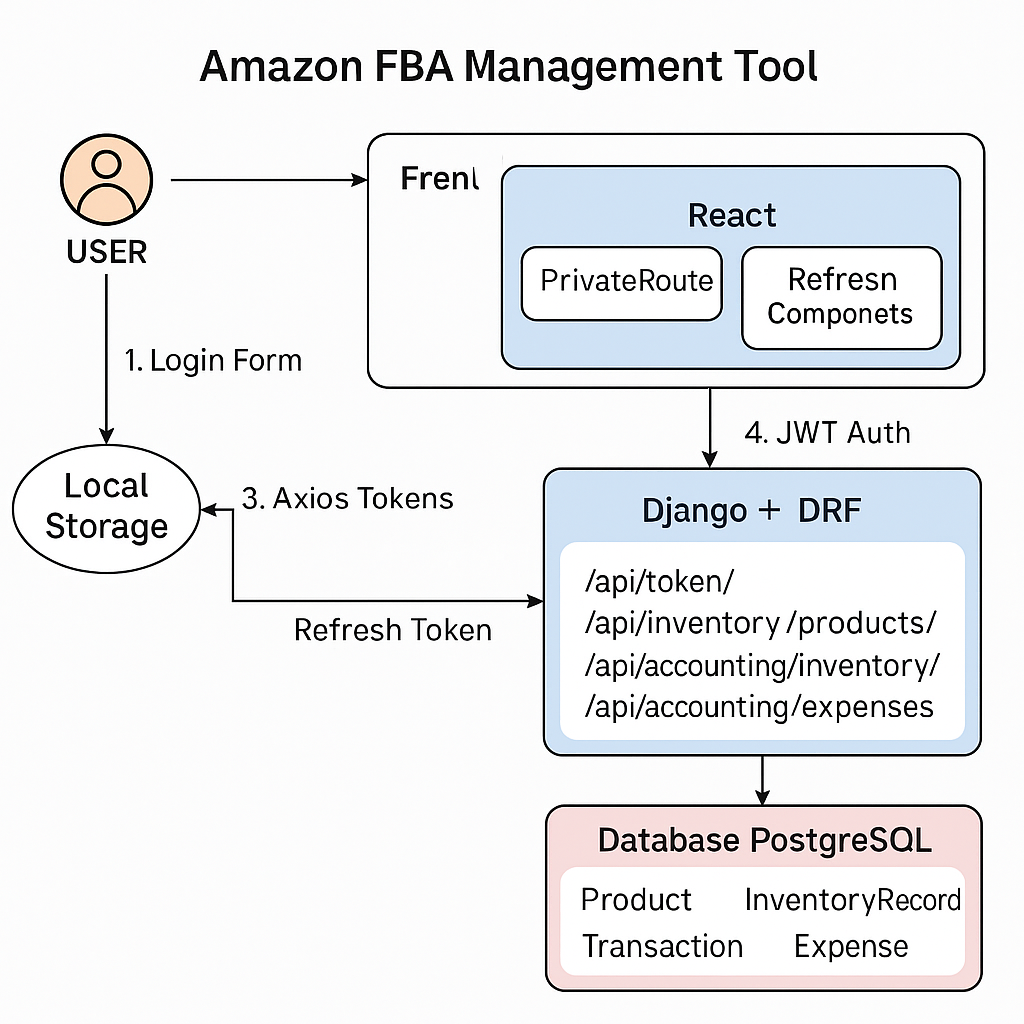 Amazon FBA Management Tool
USER
Frenl
React
PrivateRoute
Refresn
Componets
1. Login Form
4. JWT Auth
Local
Storage
3. Axios Tokens
Refresh Token
Django + DRF
/api/token/
/api/inventory /products/
/api/accounting/inventory/
/api/accounting/expenses
Database PostgreSQL
Product InventoryRecord
Transaction Expense